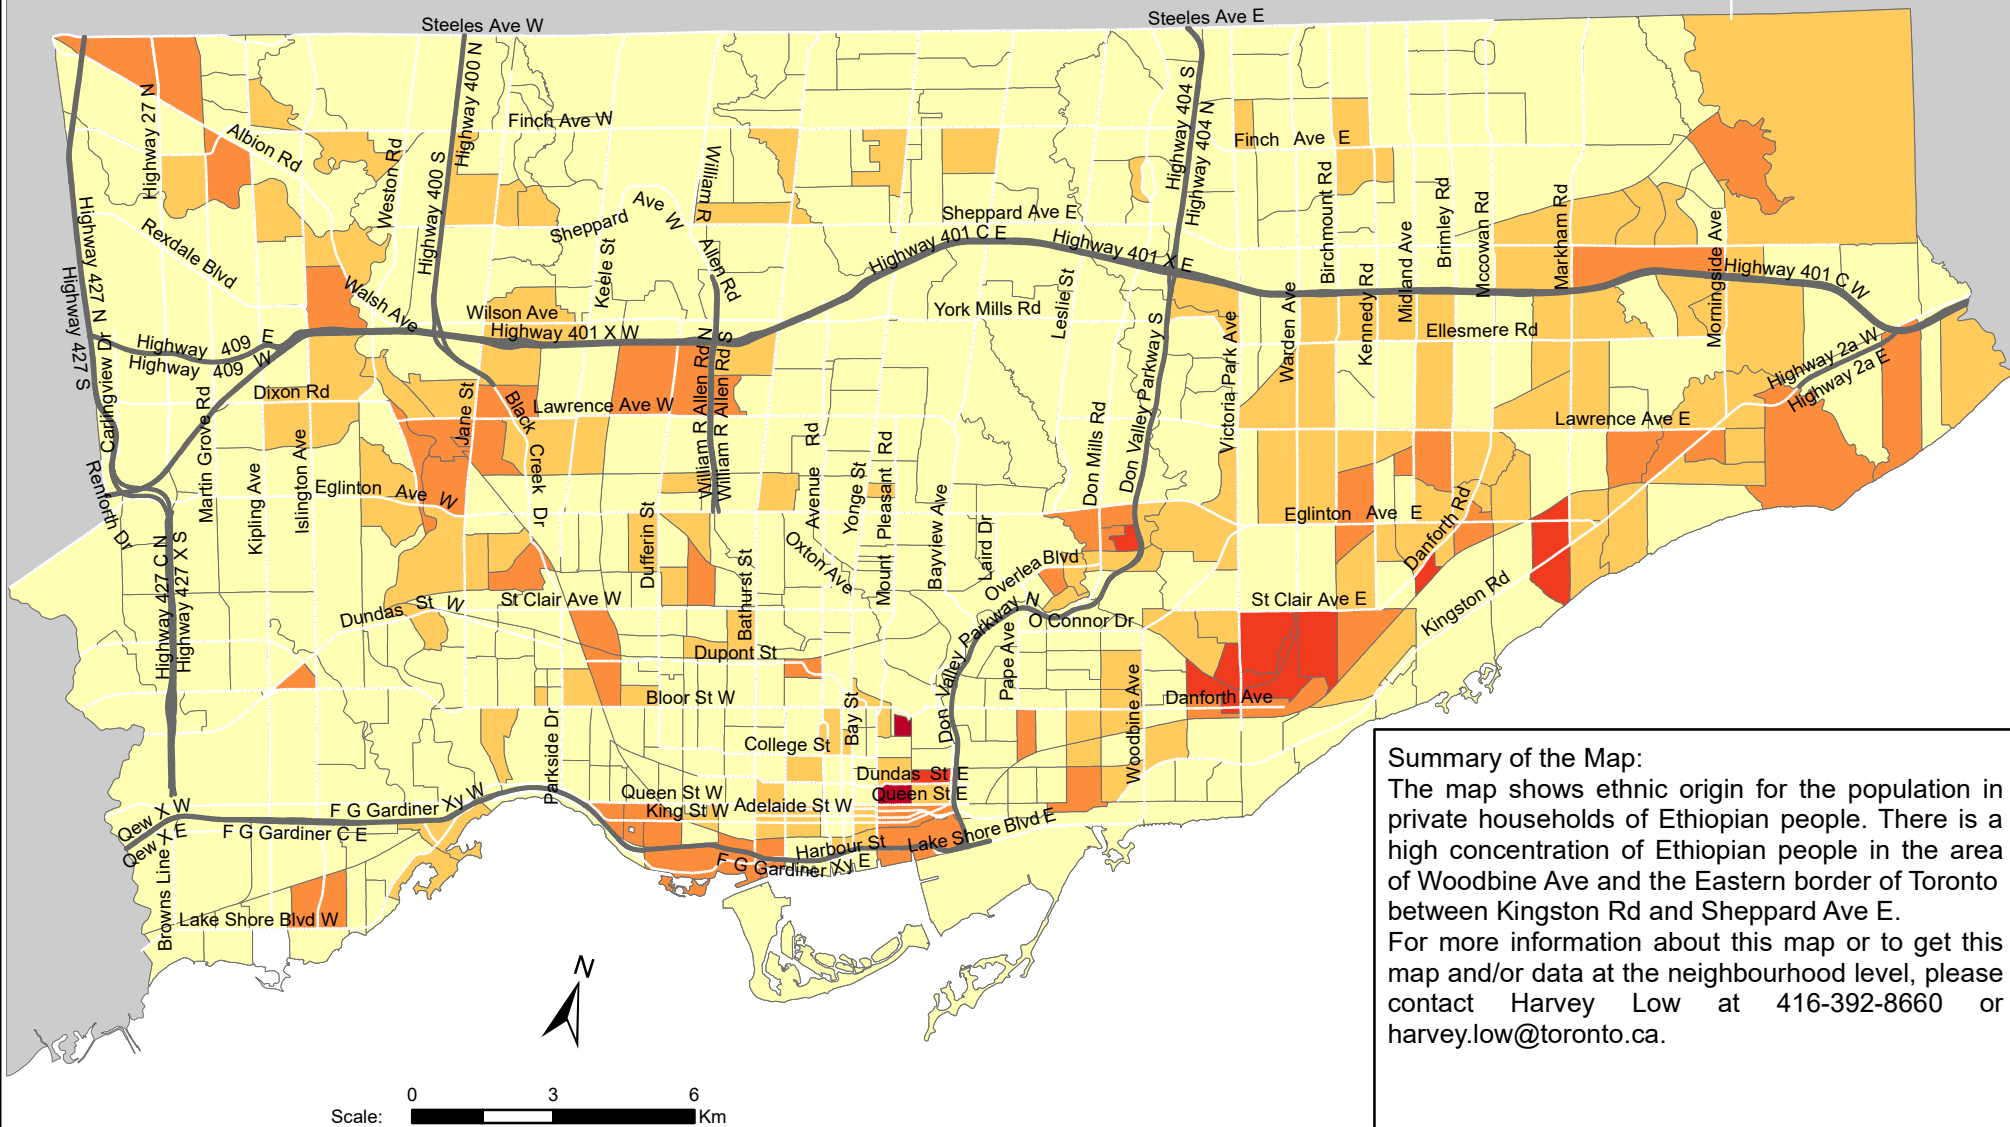 Steeles Ave W
Steeles Ave E
Highway 400 N
Highway 404 S
Highway 404 N
Finch Ave W
Finch Ave E
Highway 27 N
Albion Rd
Weston Rd
Highway 400 S
William R
Allen Rd
Birchmount Rd
Brimley Rd
Mccowan Rd
Markham Rd
Midland Ave
Morningside Ave
Sheppard Ave W
Sheppard Ave E
Rexdale Blvd
Highway 427 N
Highway 427 S
Keele St
Highway 401 C E
Highway 401 X E
Highway 401 C W
Walsh Ave
Wilson Ave
Leslie St
York Mills Rd
Warden Ave
Kennedy Rd
Ellesmere Rd
Highway 401 X W
Highway 409 E
Highway 409 W
Carlingview Dr
Don Valley Parkway S
Victoria Park Ave
William R Allen Rd N
William R Allen Rd S
Highway 2a W
Highway 2a E
Dixon Rd
Martin Grove Rd
Jane St
Black Creek Dr
Lawrence Ave W
Lawrence Ave E
Don Mills Rd
Avenue Rd
Yonge St
Mount Pleasant Rd
Renforth Dr
Kipling Ave
Islington Ave
Eglinton Ave W
Eglinton Ave E
Dufferin St
Bayview Ave
Laird Dr
Danforth Rd
Highway 427 C N
Highway 427 X S
Bathurst St
Oxton Ave
Overlea Blvd
Dundas St W
St Clair Ave W
St Clair Ave E
Kingston Rd
Don Valley Parkway N
O Connor Dr
Pape Ave
Dupont St
Bloor St W
Woodbine Ave
Danforth Ave
Parkside Dr
Bay St
College St
Dundas St E
Queen St W
Queen St E
King St W
Adelaide St W
Qew X W
Qew X E
F G Gardiner Xy W
F G Gardiner C E
Harbour St
Lake Shore Blvd E
F G Gardiner Xy E
Browns Line
Lake Shore Blvd W
Summary of the Map:
The map shows ethnic origin for the population in
private households of Ethiopian people. There is a
high concentration of Ethiopian people in the area
of Woodbine Ave and the Eastern border of Toronto
between Kingston Rd and Sheppard Ave E.
For more information about this map or to get this
map and/or data at the neighbourhood level, please
contact Harvey Low at 416-392-8660 or
harvey.low@toronto.ca.
N
0 3 6
Scale: Km